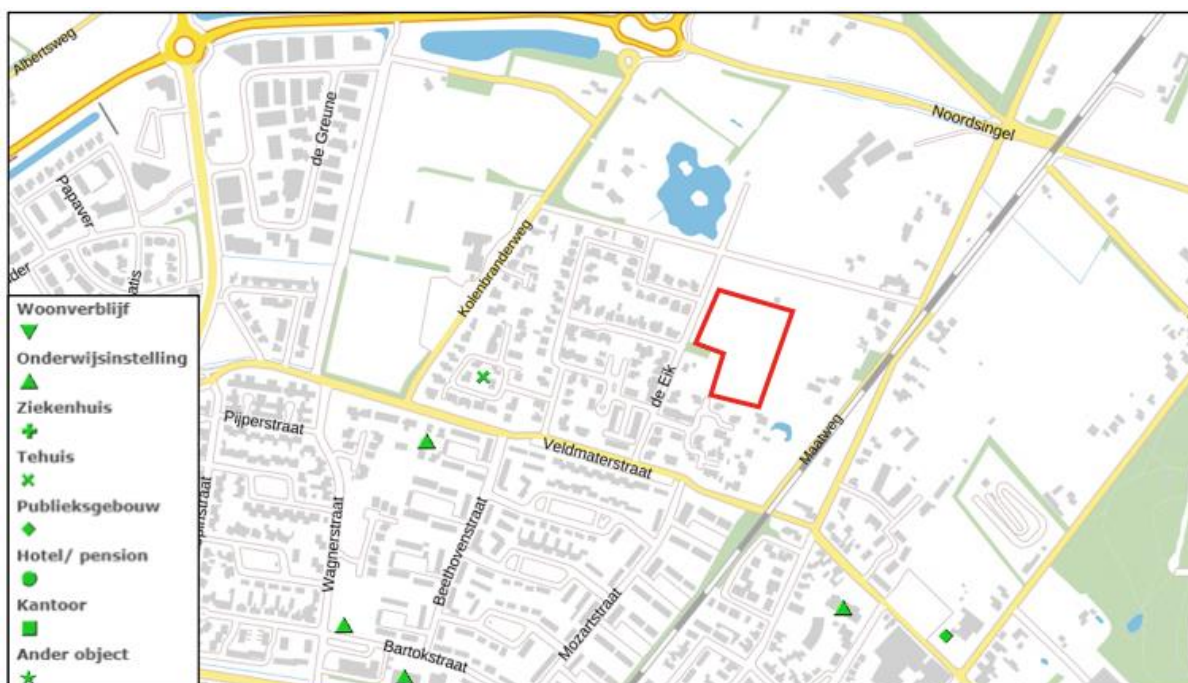 Albertsweg
de Greune
Noordsingel
Papaver
Kolenbranderweg
Woonverblijf
Onderwijsinstelling
Ziekenhuis
Tehuis
Publieksgebouw
Hotel/ pension
Kantoor
Ander object
de Eik
Pijperstraat
Veldmaterstraat
Maatweg
Wagnerstraat
Beethovenstraat
Mozartstraat
Bartokstraat